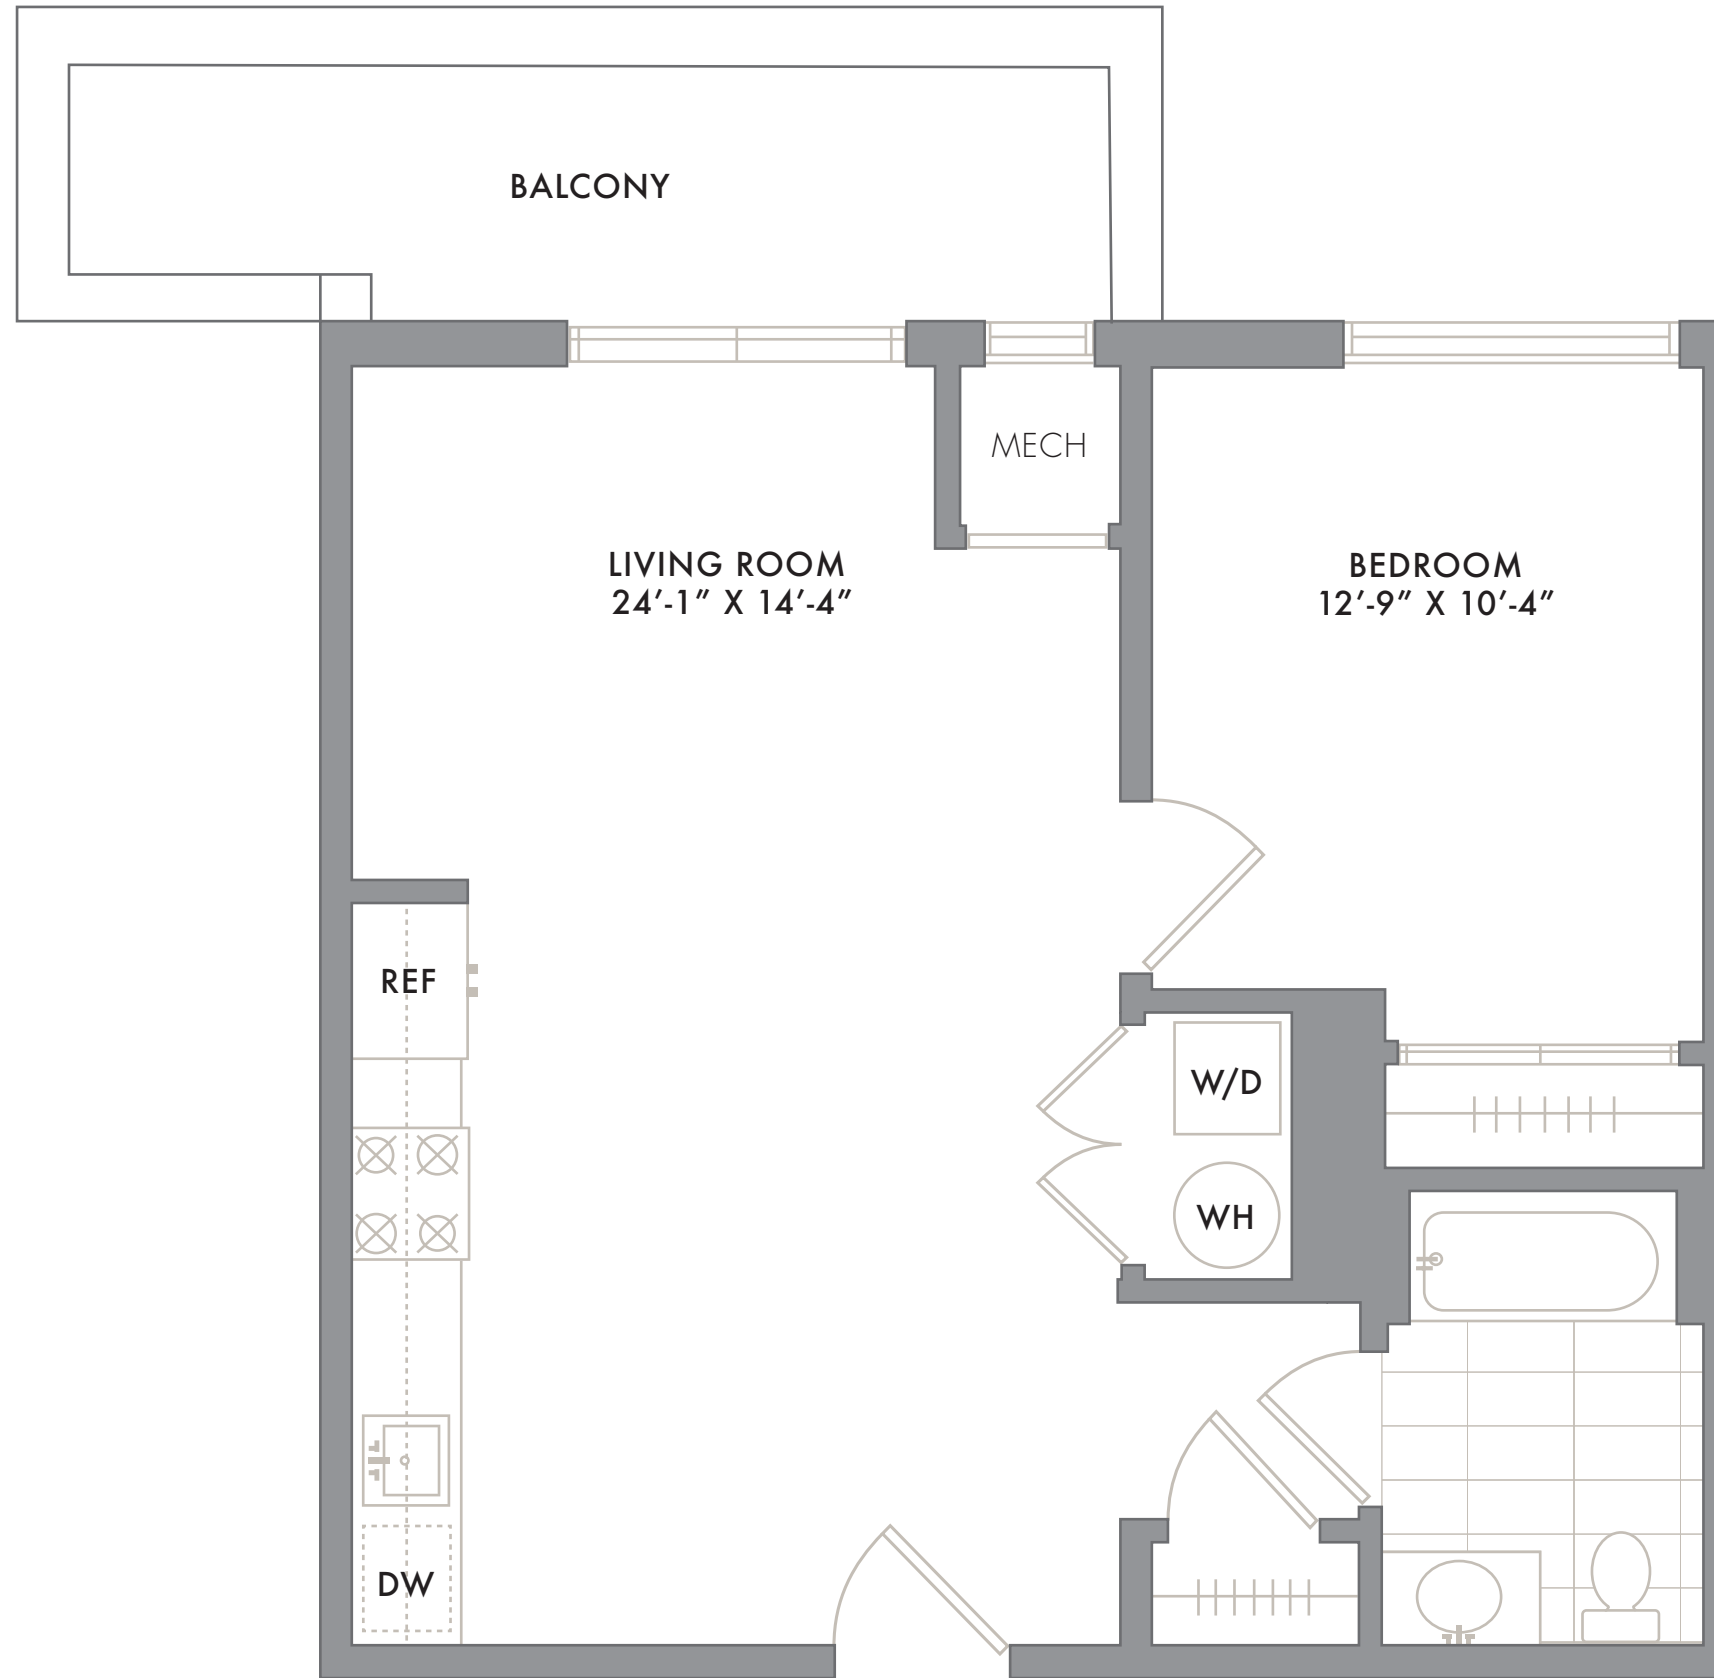 BALCONY
MECH
LIVING ROOM
24'-1" X 14'-4"
BEDROOM
12'-9" X 10'-4"
REF
W/D
WH
DW